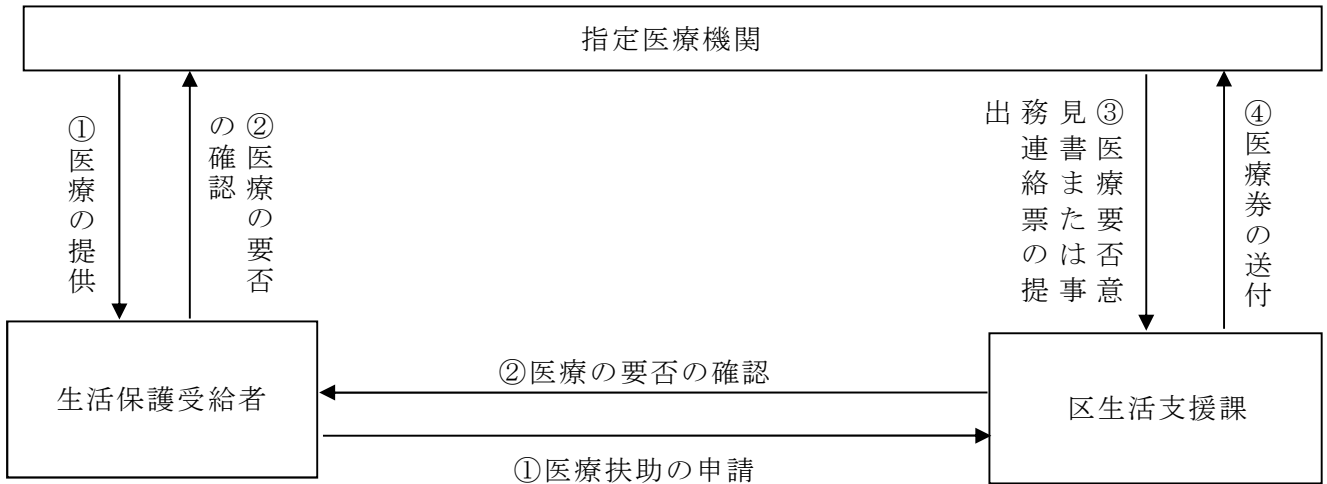 指定医療機関
①医療の提供
②医療の要否
の確認
③医療要否意
見書または事
務連絡票の提
出
④医療券の送付
生活保護受給者
②医療の要否の確認
①医療扶助の申請
区生活支援課